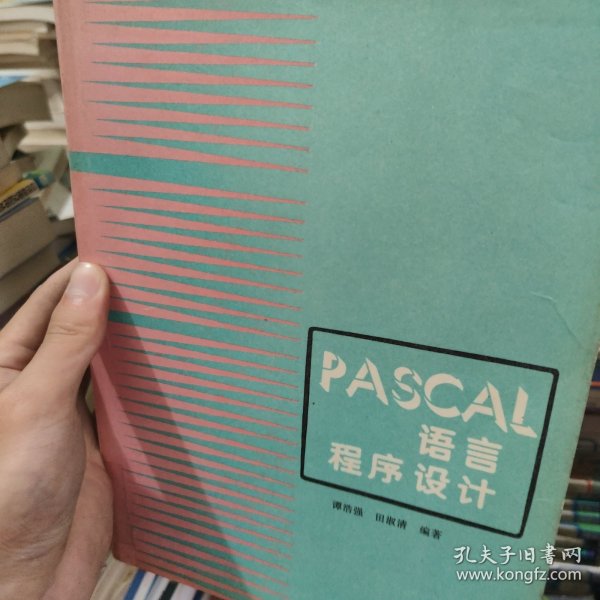 PASCAL
语言
程序设计
谭浩强 田淑清 编著
孔夫子旧书网
www.kongfz.com